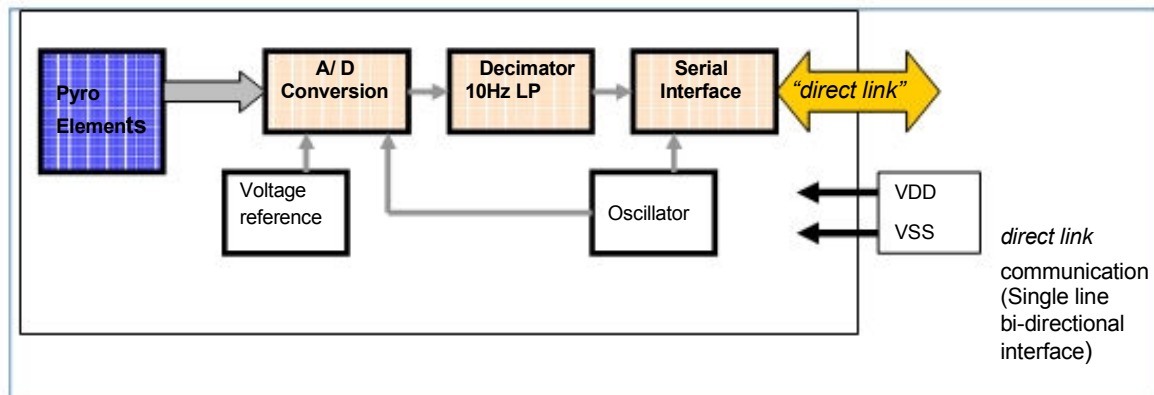 Pyro
Elements
A/ D
Conversion
Decimator
10Hz LP
Serial
Interface
“direct link”
Voltage
reference
Oscillator
VDD
VSS
direct link
communication
(Single line
bi-directional
interface)